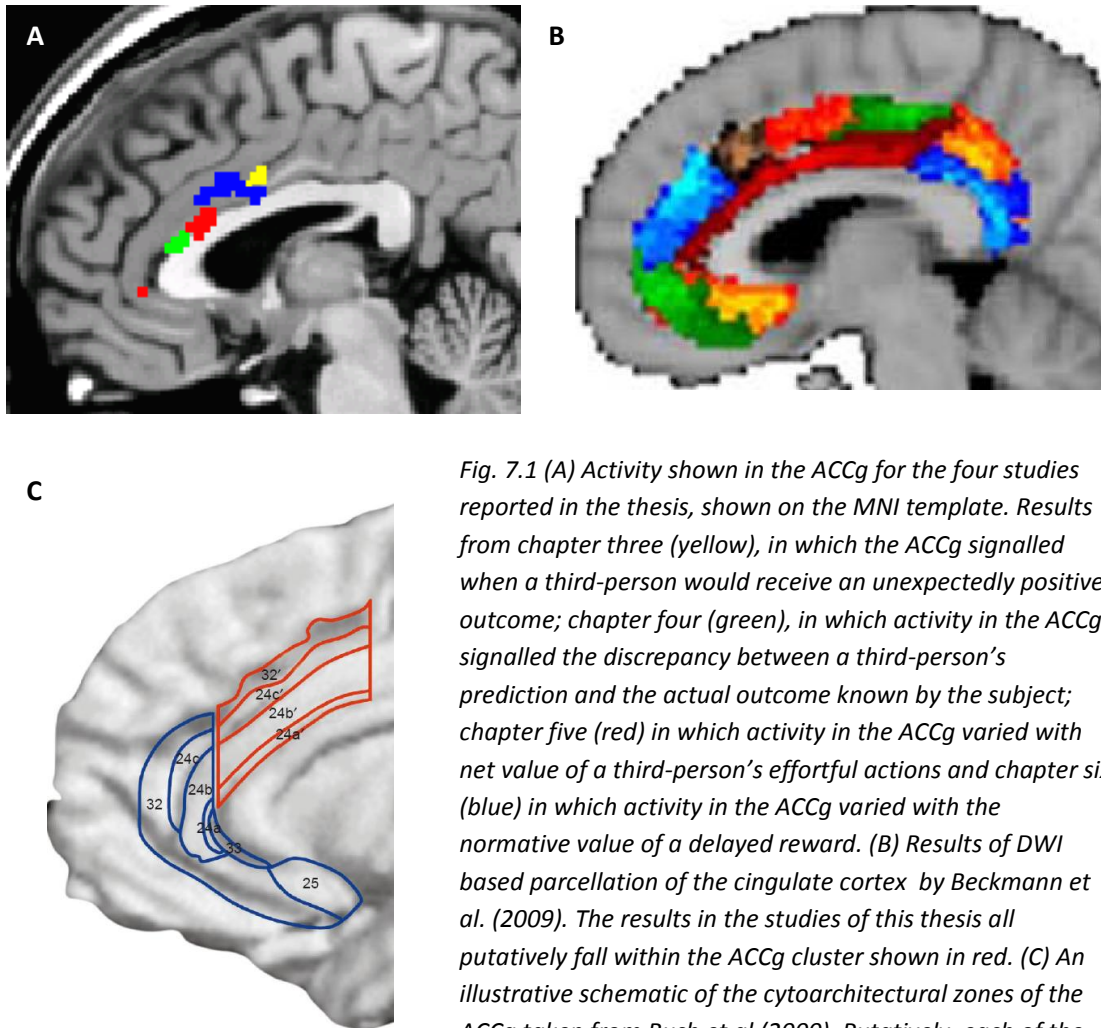 A
B
C
Fig. 7.1 (A) Activity shown in the ACCg for the four studies
reported in the thesis, shown on the MNI template. Results
from chapter three (yellow), in which the ACCg signalled
when a third-person would receive an unexpectedly positive
outcome; chapter four (green), in which activity in the ACCg
signalled the discrepancy between a third-person's
prediction and the actual outcome known by the subject;
chapter five (red) in which activity in the ACCg varied with
net value of a third-person's effortful actions and chapter si
(blue) in which activity in the ACCg varied with the
normative value of a delayed reward. (B) Results of DWI
based parcellation of the cingulate cortex by Beckmann et
al. (2009). The results in the studies of this thesis all
putatively fall within the ACCg cluster shown in red. (C) An
illustrative schematic of the cytoarchitectural zones of the
32'
24c'
24b'
24a'
24c
24b
32
24a
33
25